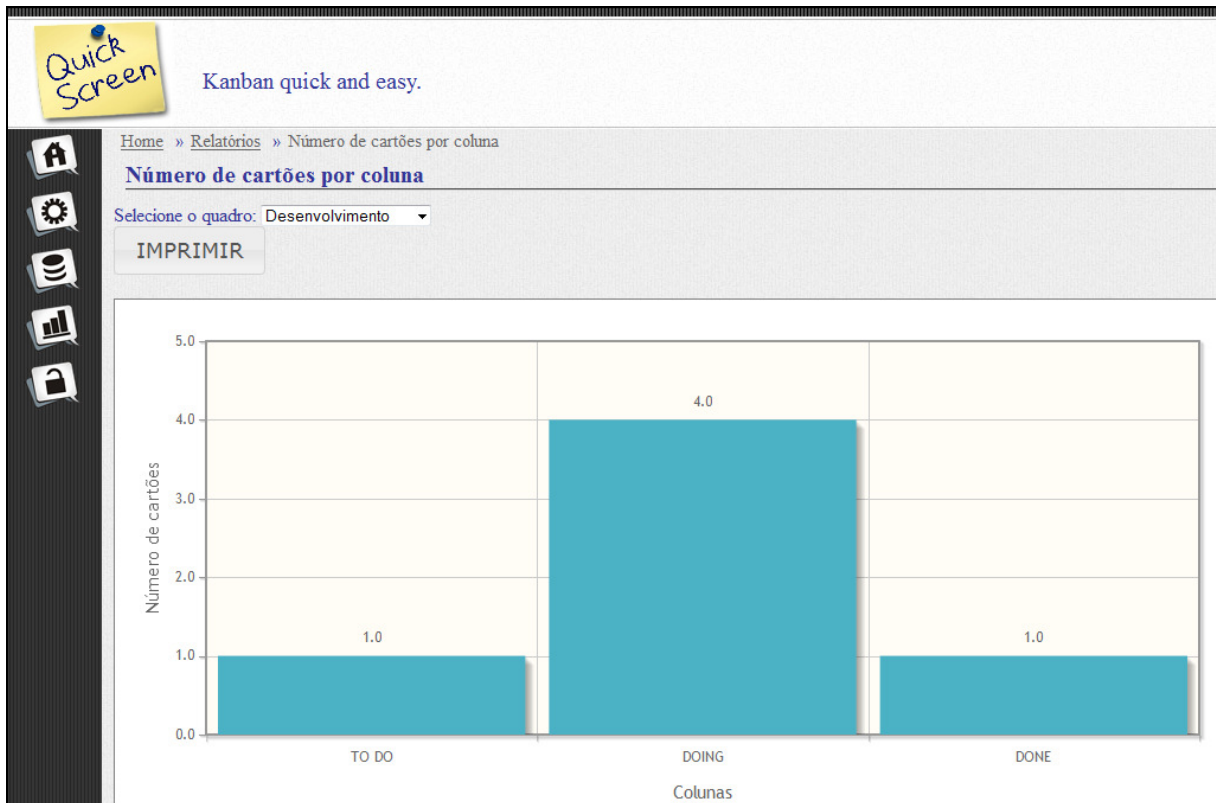 Quick
Screen
Kanban quick and easy.
Home » Relatórios » Número de cartões por coluna
Número de cartões por coluna
Selecione o quadro: Desenvolvimento
IMPRIMIR
Número de cartões
5.0
4.0
3.0
2.0
1.0
0.0
1.0
4.0
1.0
TO DO
DOING
DONE
Colunas